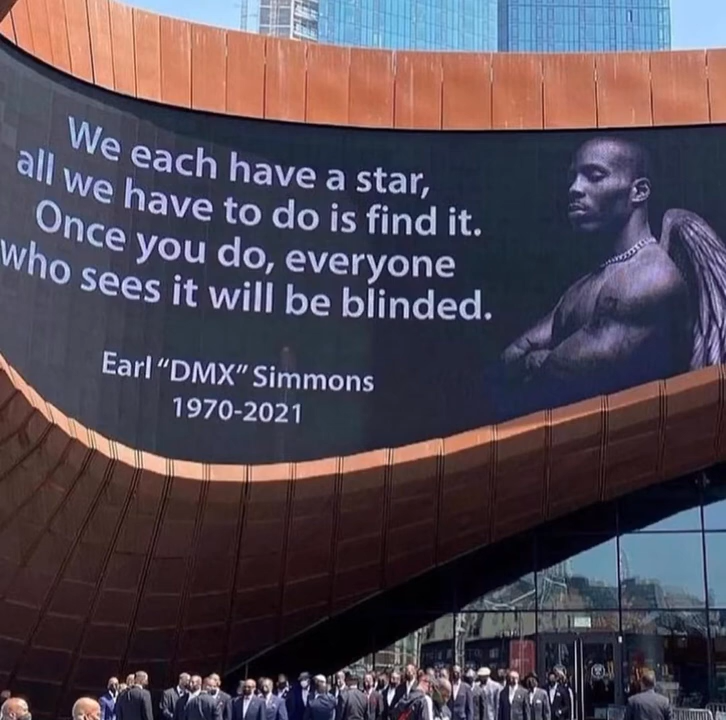 We each have a star,
all we have to do is find it.
Once you do, everyone
who sees it will be blinded.
Earl “DMX” Simmons
1970-2021